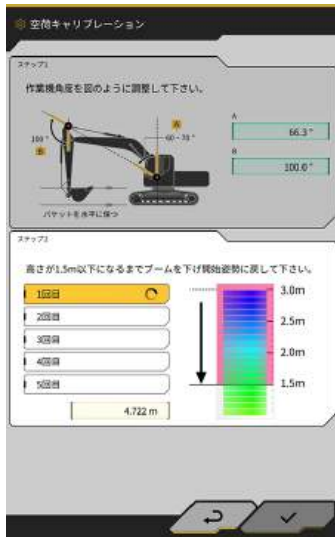 空荷キャリブレーション
ステップ1
作業機角度を図のように調整して下さい。
A
100°
60 - 70 °
B
バケットを水平に保つ
A
66.3 °
B
100.0 °
ステップ2
高さが1.5m以下になるまでブームを下げ開始姿勢に戻して下さい。
1回目
2回目
3回目
4回目
5回目
4.722 m
3.0m
2.5m
2.0m
1.5m